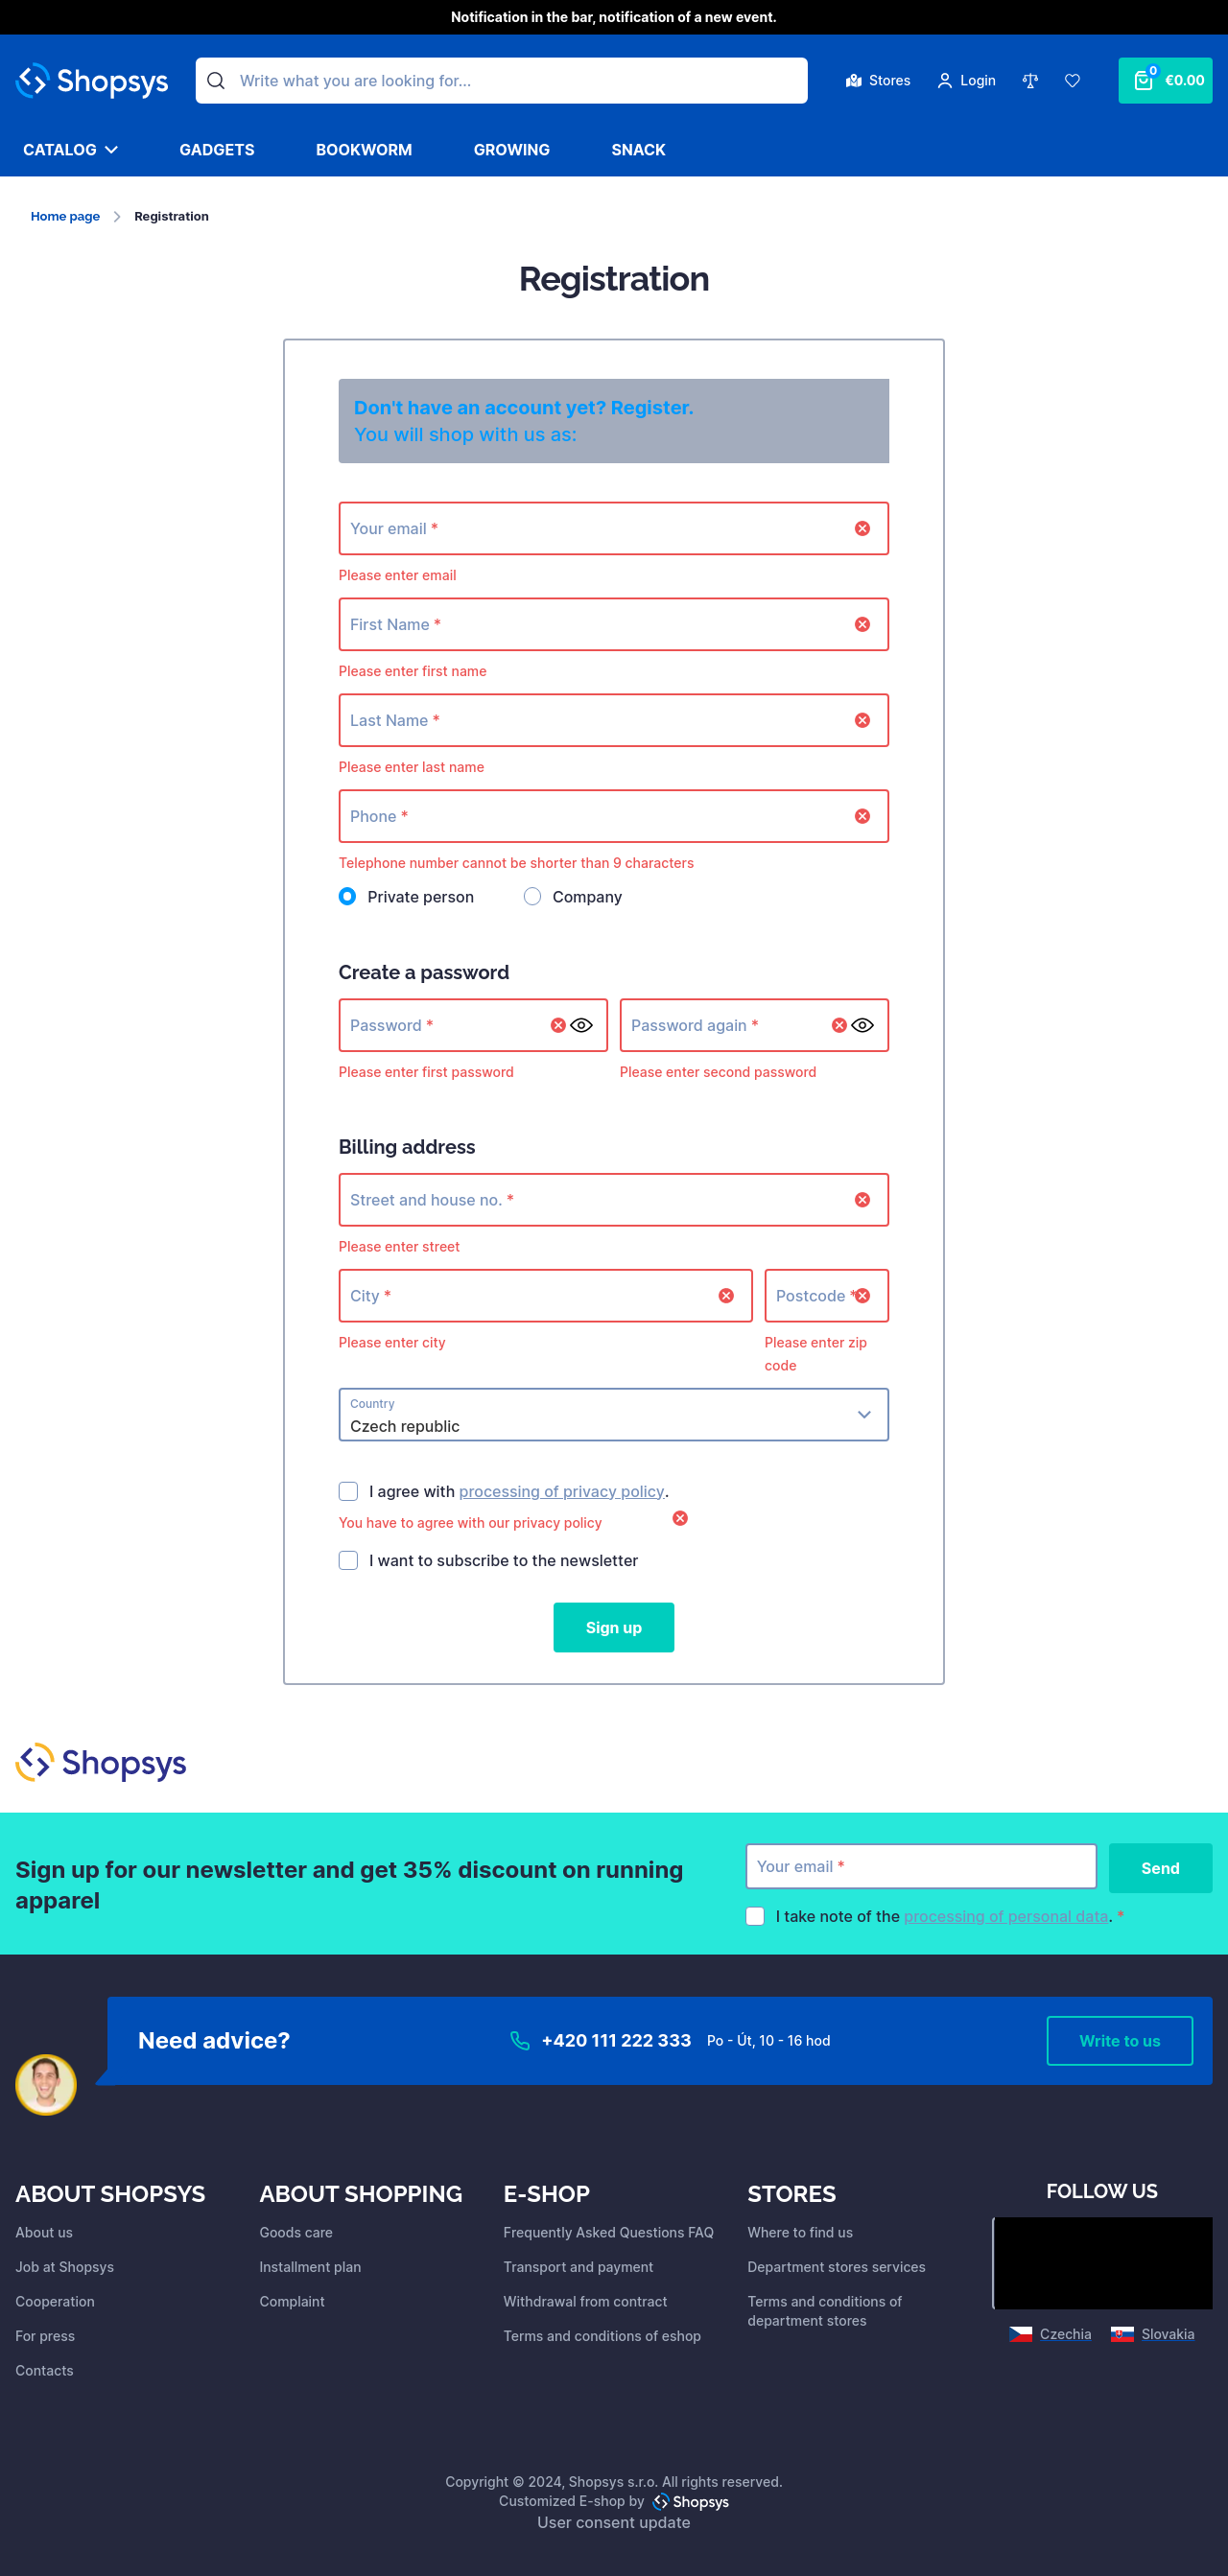 Notification in the bar, notification of a new event.
Shopsys
Write what you are looking for...
Stores
Login
0
€0.00
CATALOG
GADGETS
BOOKWORM
GROWING
SNACK
Home page
Registration
Registration
Don't have an account yet? Register.
You will shop with us as:
Your email *
Please enter email
First Name *
Please enter first name
Last Name *
Please enter last name
Phone *
Telephone number cannot be shorter than 9 characters
Private person
Company
Create a password
Password *
Password again *
Please enter first password
Please enter second password
Billing address
Street and house no. *
Please enter street
City *
Postcode *
Please enter city
Please enter zip
code
Country
Czech republic
I agree with processing of privacy policy.
You have to agree with our privacy policy
I want to subscribe to the newsletter
Sign up
Shopsys
Sign up for our newsletter and get 35% discount on running
apparel
Your email *
Send
I take note of the processing of personal data. *
Need advice?
+420 111 222 333
Po - Út, 10 - 16 hod
Write to us
ABOUT SHOPSYS
About us
Job at Shopsys
Cooperation
For press
Contacts
ABOUT SHOPPING
Goods care
Installment plan
Complaint
E-SHOP
Frequently Asked Questions FAQ
Transport and payment
Withdrawal from contract
Terms and conditions of eshop
STORES
Where to find us
Department stores services
Terms and conditions of
department stores
FOLLOW US
Czechia
Slovakia
Copyright © 2024, Shopsys s.r.o. All rights reserved.
Customized E-shop by Shopsys
User consent update